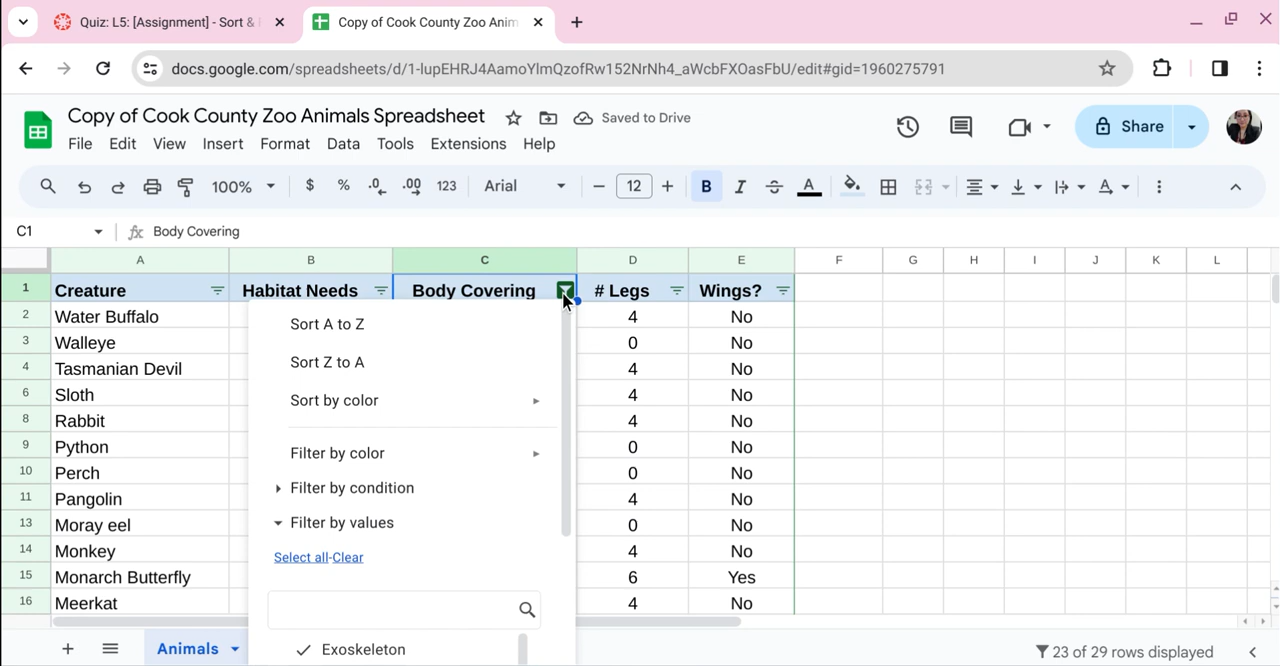 Quiz: L5: [Assignment] - Sort &
Copy of Cook County Zoo Anim
docs.google.com/spreadsheets/d/1-lupEHRJ4AamoYlmQzofRw152NrNh4_aWcbFXOasFbU/edit#gid=1960275791
Copy of Cook County Zoo Animals Spreadsheet
Saved to Drive
File Edit View Insert Format Data Tools Extensions Help
Share
100% $ % .0 .00 123 Arial 12 B I A A
C1 fx Body Covering
A B C D E F G H I J K L
1 Creature Habitat Needs Body Covering # Legs Wings?
2 Water Buffalo 4 No
3 Walleye 0 No
4 Tasmanian Devil 4 No
6 Sloth 4 No
8 Rabbit 4 No
9 Python 0 No
10 Perch 0 No
11 Pangolin 4 No
13 Moray eel 0 No
14 Monkey 4 No
15 Monarch Butterfly 6 Yes
16 Meerkat 4 No
Sort A to Z
Sort Z to A
Sort by color
Filter by color
Filter by condition
Filter by values
Select all-Clear
Exoskeleton
Animals
23 of 29 rows displayed